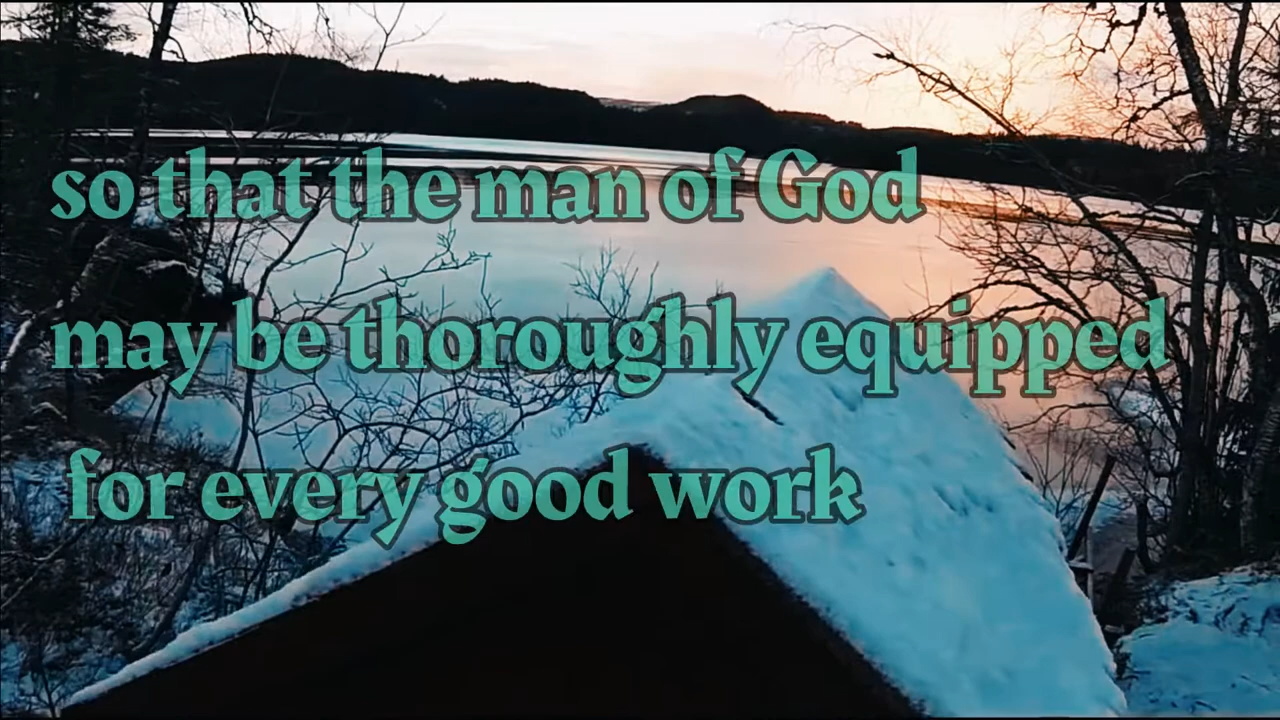 so that the man of God
may be thoroughly equipped
for every good work